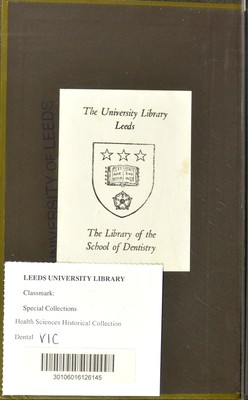 The University Library
Leeds
The Library of the
School of Dentistry
UNIVERSITY OF LEEDS
LEEDS UNIVERSITY LIBRARY
Classmark:
Special Collections
Health Sciences Historical Collection
Dental VIC
30106016126145